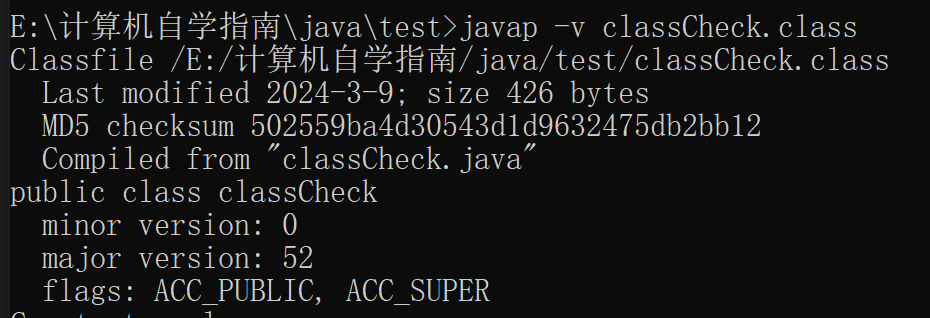 E:\计算机自学指南\java\test>javap -v classCheck.class
Classfile /E:/计算机自学指南/java/test/classCheck.class
  Last modified 2024-3-9; size 426 bytes
  MD5 checksum 502559ba4d30543d1d9632475db2bb12
  Compiled from "classCheck.java"
public class classCheck
  minor version: 0
  major version: 52
  flags: ACC_PUBLIC, ACC_SUPER